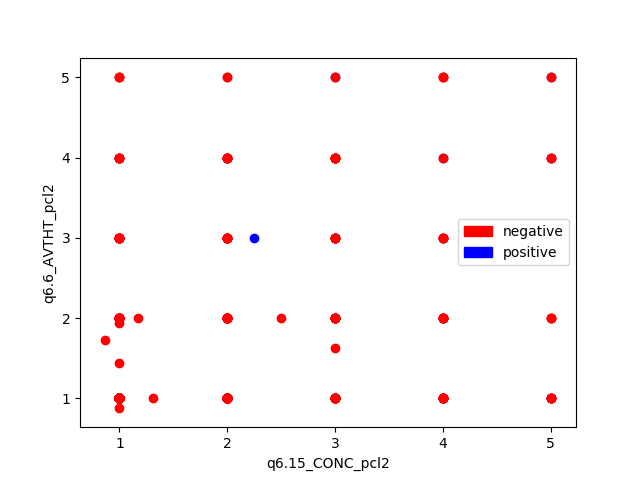 5
4
3
2
1
q6.6_AVTHT_pcl2
negative
positive
1 2 3 4 5
q6.15_CONC_pcl2